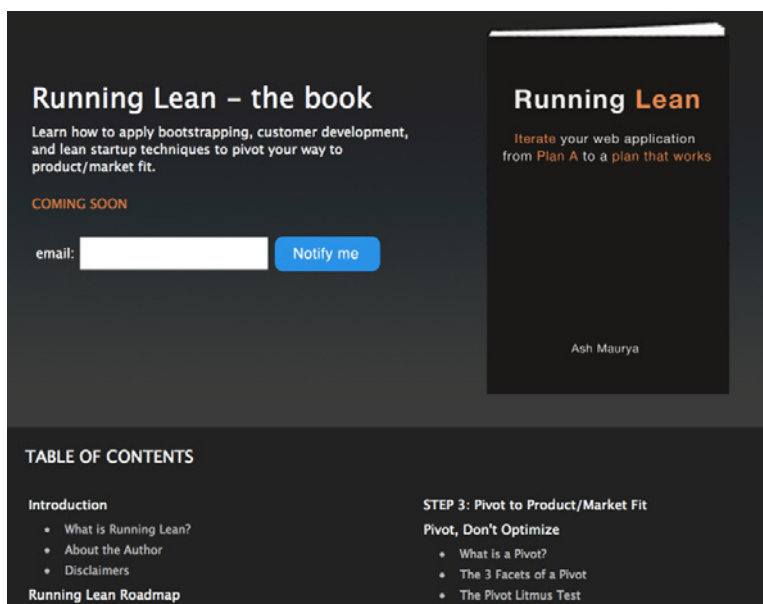 Running Lean – the book
Learn how to apply bootstrapping, customer development,
and lean startup techniques to pivot your way to
product/market fit.
COMING SOON
email:
Notify me
Running Lean
Iterate your web application
from Plan A to a plan that works
Ash Maurya
TABLE OF CONTENTS
Introduction
• What is Running Lean?
• About the Author
• Disclaimers
Running Lean Roadmap
STEP 3: Pivot to Product/Market Fit
Pivot, Don't Optimize
• What is a Pivot?
• The 3 Facets of a Pivot
• The Pivot Litmus Test